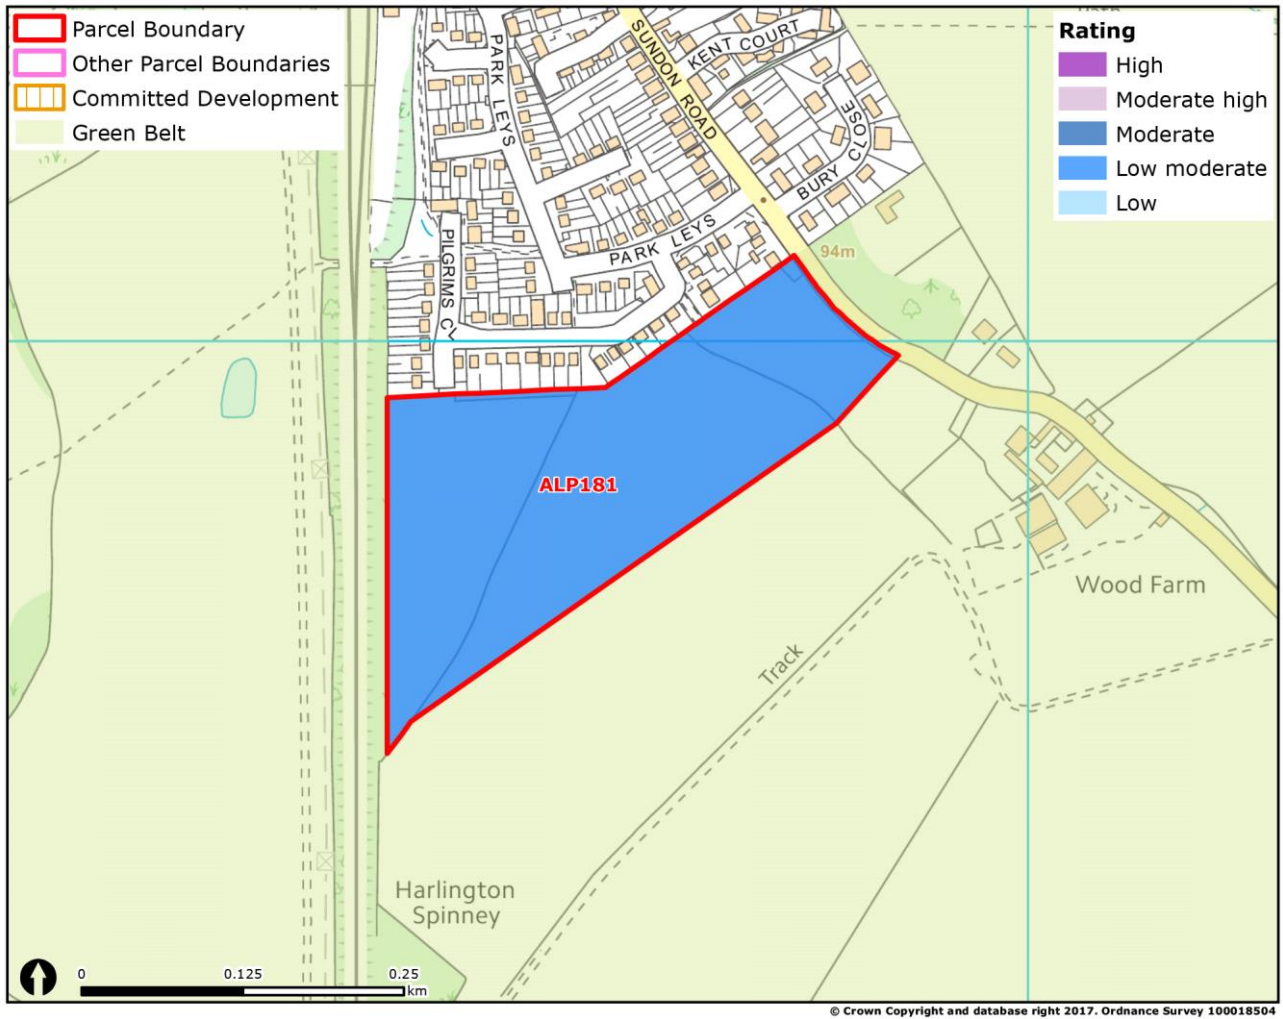 Parcel Boundary
Other Parcel Boundaries
Committed Development
Green Belt
Rating
High
Moderate high
Moderate
Low moderate
Low
KENT COURT
SUNDON ROAD
PARK LEYS
BURY CLOSE
PARK LEYS
PILGRIMS CL
94m
ALP181
Wood Farm
Track
Harlington
Spinney
0
0.125
0.25
km
© Crown Copyright and database right 2017. Ordnance Survey 100018504